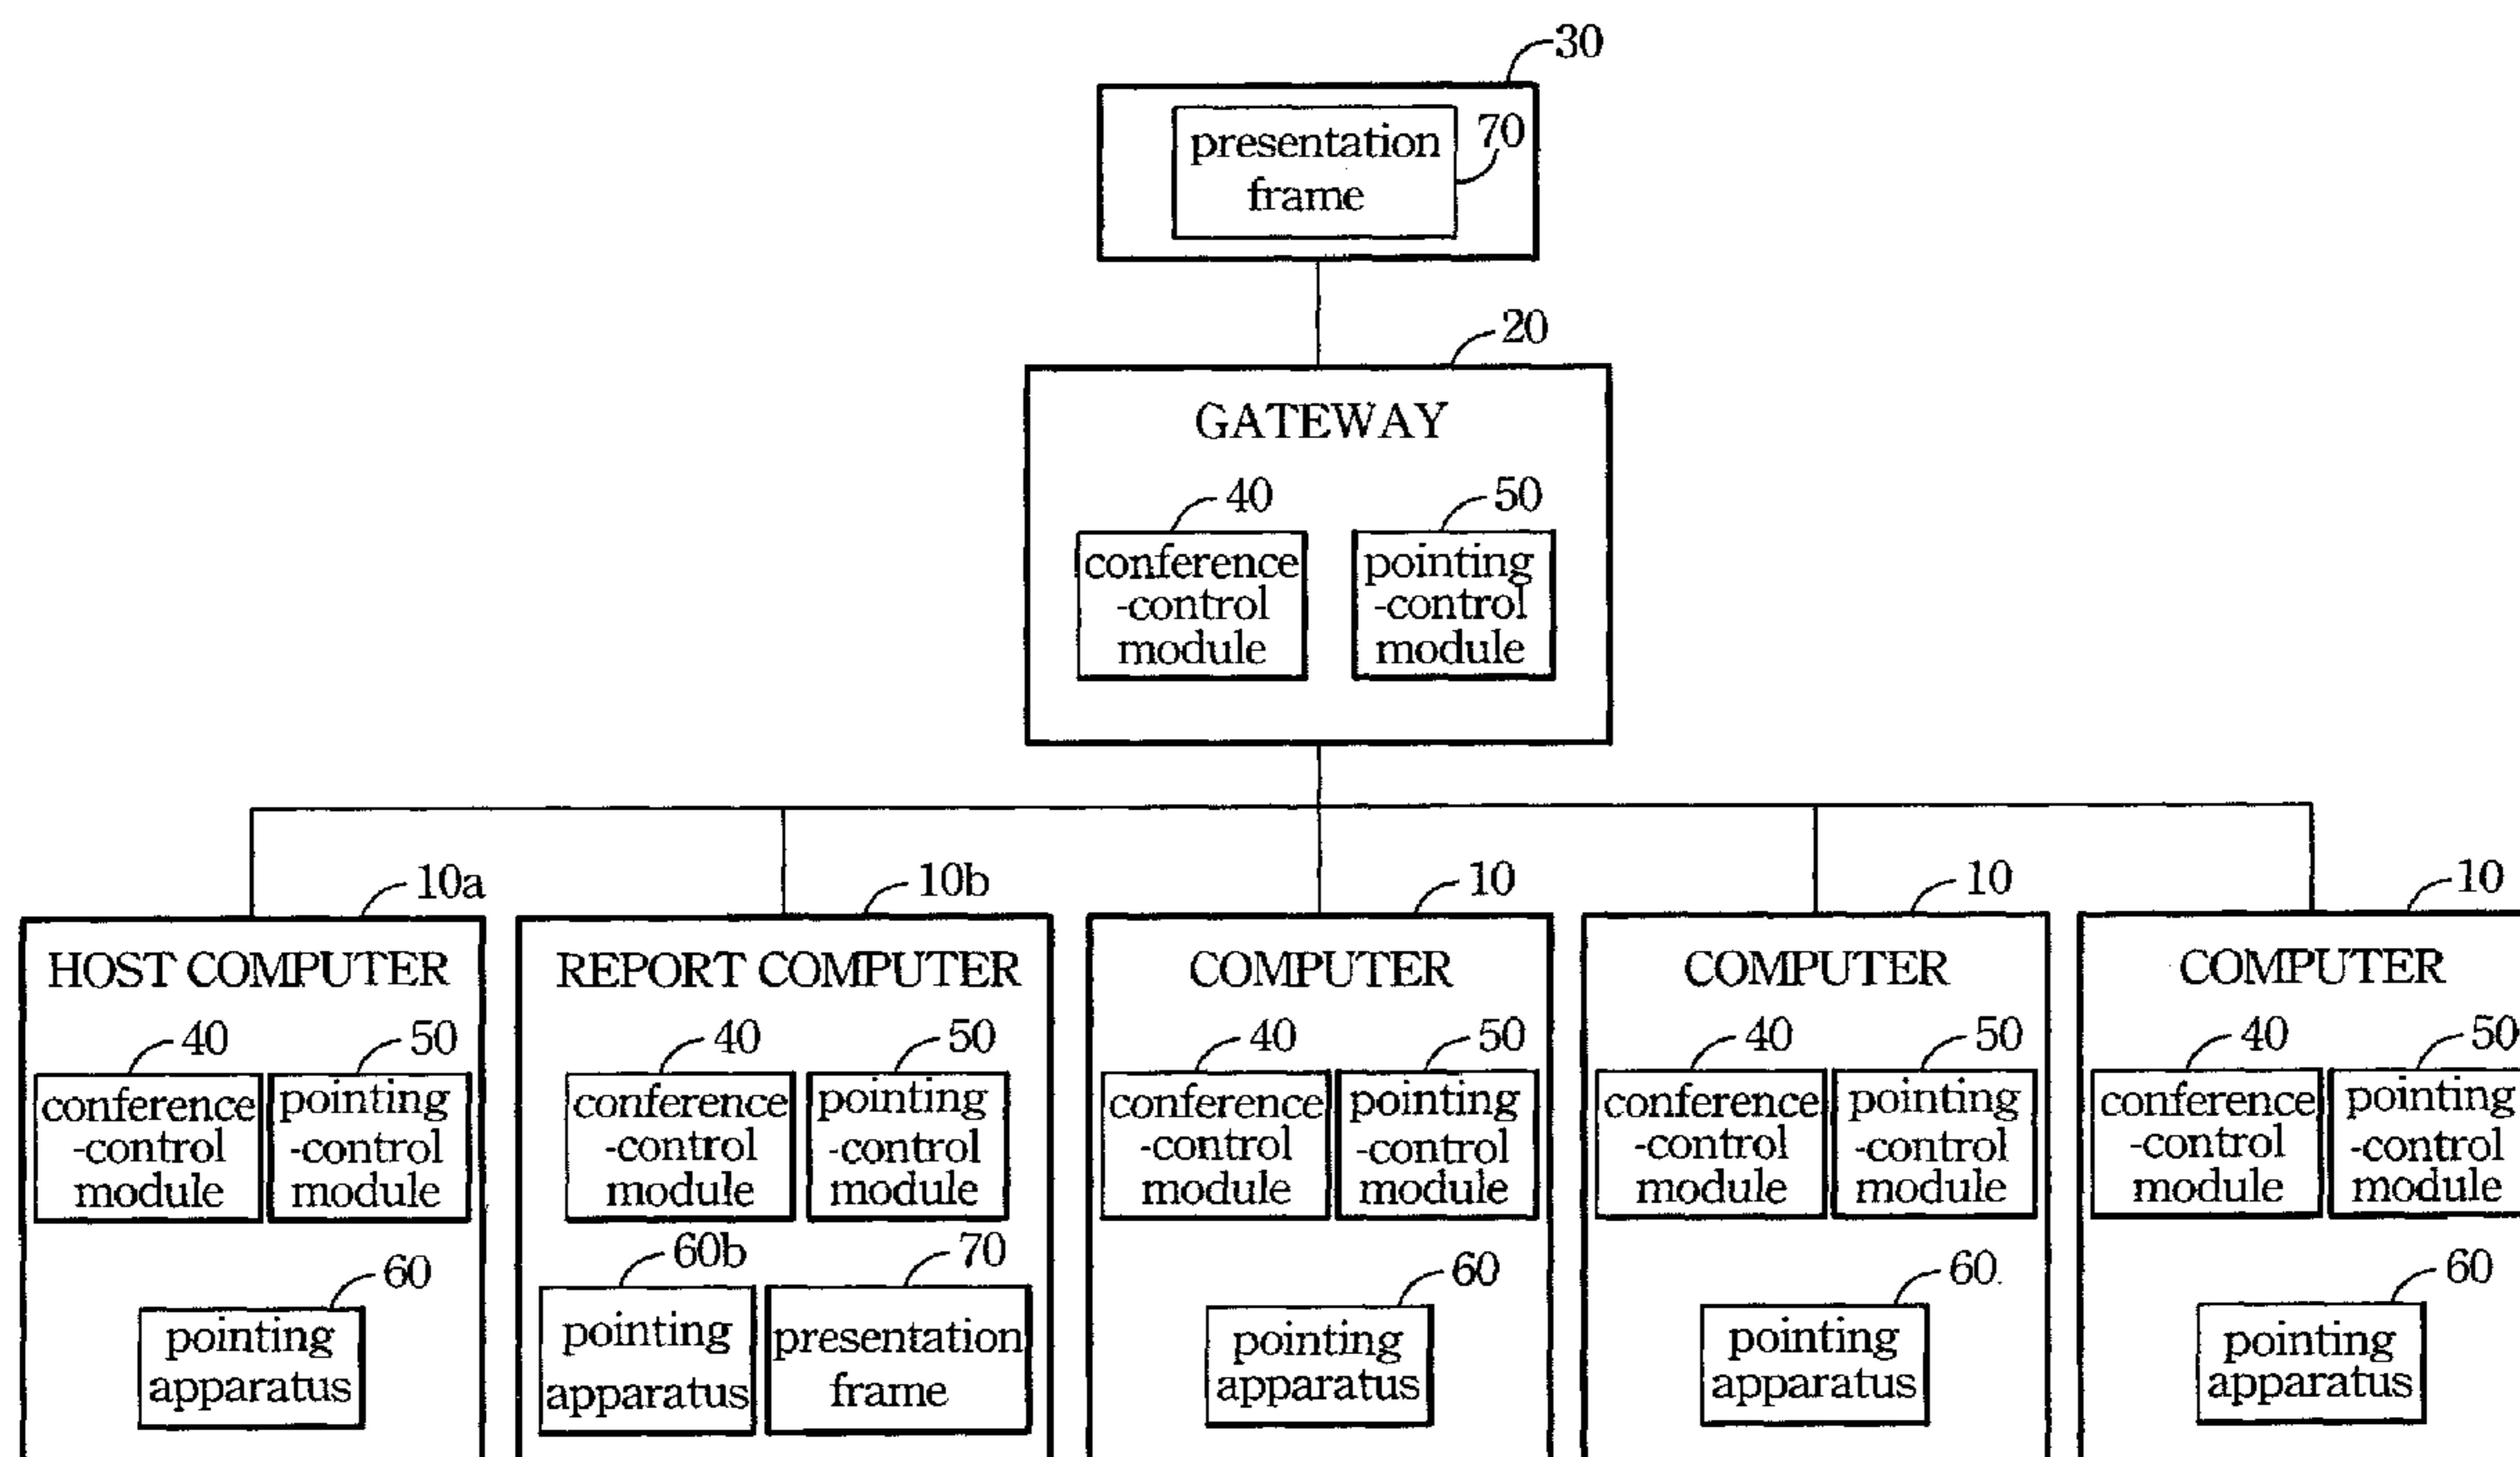 30
presentation
frame
70
20
GATEWAY
40
50
conference
-control
module
pointing
-control
module
10a
10b
10
10
10
HOST COMPUTER
40
50
conference
-control
module
pointing
-control
module
60
pointing
apparatus
REPORT COMPUTER
40
50
conference
-control
module
pointing
-control
module
60b
70
pointing
apparatus
presentation
frame
COMPUTER
40
50
conference
-control
module
pointing
-control
module
60
pointing
apparatus
COMPUTER
40
50
conference
-control
module
pointing
-control
module
60
pointing
apparatus
COMPUTER
40
50
conference
-control
module
pointing
-control
module
60
pointing
apparatus